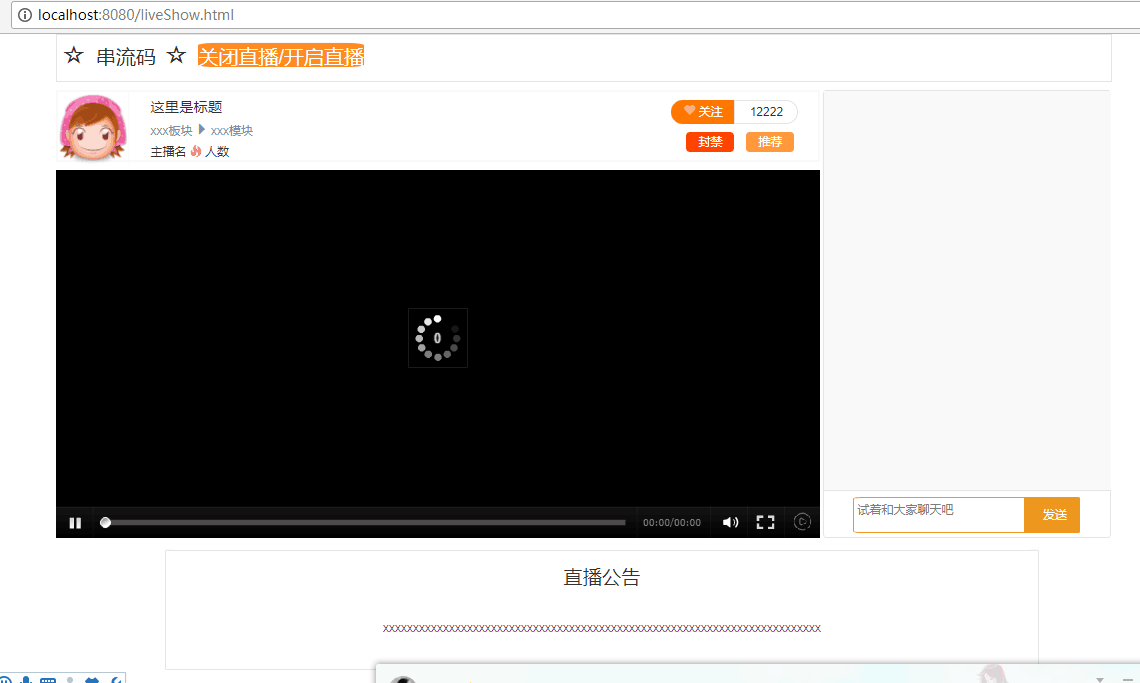 localhost:8080/liveShow.html
☆ 串流码 ☆ 关闭直播/开启直播
这里是标题
xxx板块 xxx模块
主播名 人数
关注 12222
封禁 推荐
0
00:00/00:00
试着和大家聊天吧 发送
直播公告
xxxxxxxxxxxxxxxxxxxxxxxxxxxxxxxxxxxxxxxxxxxxxxxxxxxxxxxxxxxxxxxxxxxxxxxxx